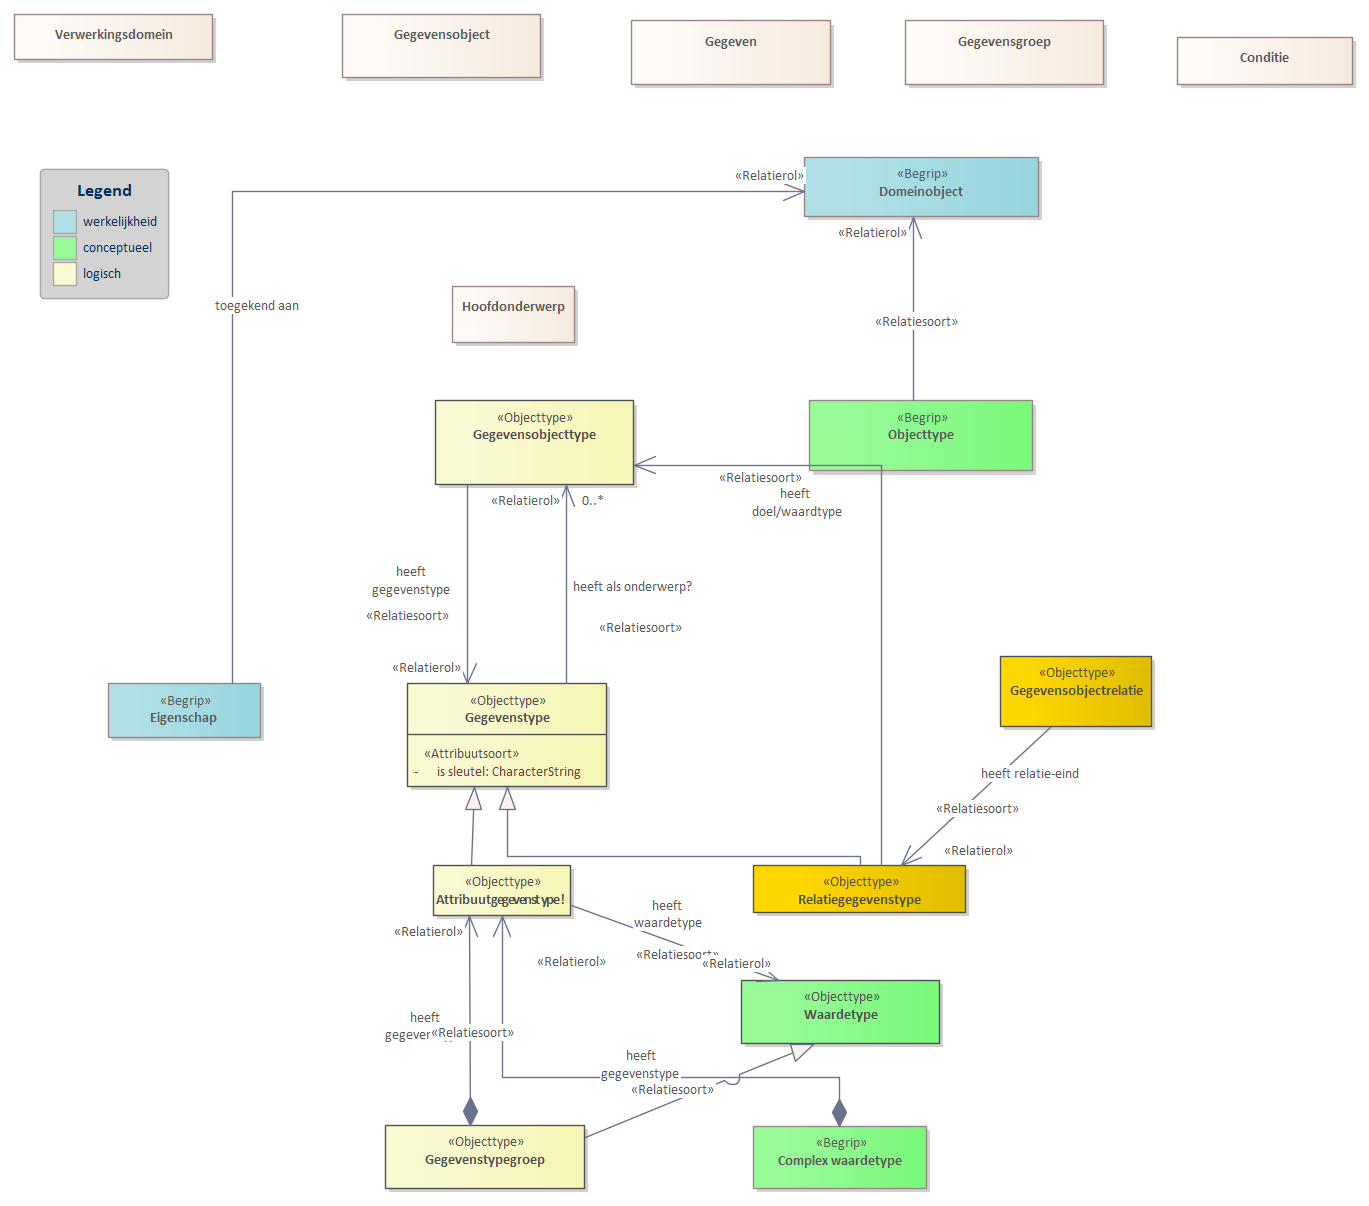 Verwerkingsdomein
Gegevensobject
Gegeven
Gegevensgroep
Conditie
Legend
werkelijkheid
conceptueel
logisch
«Relatierol»
«Begrip»
Domeinobject
«Relatierol»
toegekend aan
Hoofdonderwerp
«Relatiesoort»
«Objecttype»
Gegevensobjecttype
«Begrip»
Objecttype
«Relatierol»
0..*
«Relatiesoort»
heeft
doel/waardtype
heeft
gegevenstype
«Relatiesoort»
heeft als onderwerp?
«Relatiesoort»
«Relatierol»
«Begrip»
Eigenschap
«Objecttype»
Gegevenstype
«Attribuutsoort»
- is sleutel: CharacterString
«Objecttype»
Gegevensobjectrelatie
heeft relatie-eind
«Relatiesoort»
«Relatierol»
«Objecttype»
Attribuutgegevenstype!
«Objecttype»
Relatiegegevenstype
heeft
waardetype
«Relatierol»
«Relatierol»
«Relatiesoort»
«Relatierol»
«Objecttype»
Waardetype
heeft
«Relatiesoort»
heeft
gegevenstype
«Relatiesoort»
«Objecttype»
Gegevenstypegroep
«Begrip»
Complex waardetype